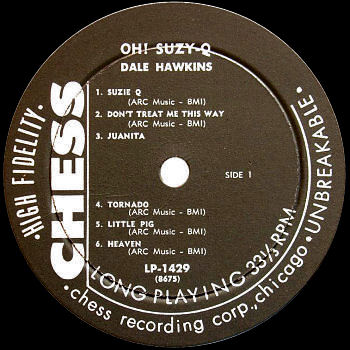 OH! SUZY-Q
DALE HAWKINS
1. SUZIE Q
(ARC Music - BMI)
2. DON'T TREAT ME THIS WAY
(ARC Music - BMI)
3. JUANITA
SIDE 1
4. TORNADO
(ARC Music - BMI)
5. LITTLE PIG
(ARC Music - BMI)
6. HEAVEN
(ARC Music - BMI)
LP-1429
(8675)
CHESS
·HIGH FIDELITY·
LONG PLAYING 33⅓ RPM
·UNBREAKABLE·
·chess recording corp., chicago·